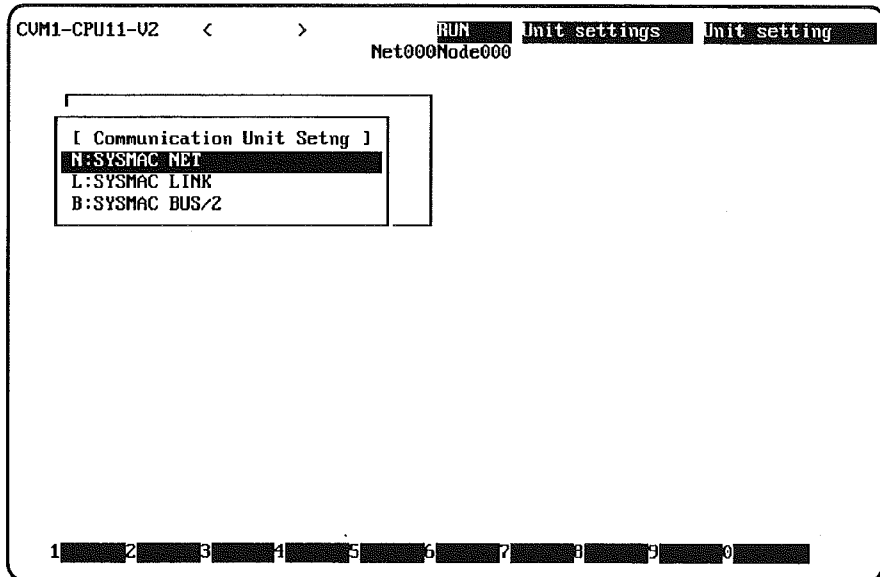 CVM1-CPU11-V2 < > RUN Unit settings Unit setting
Net000Node000
[ Communication Unit Setng ]
N:SYSMAC NET
L:SYSMAC LINK
B:SYSMAC BUS/2
1 2 3 4 5 6 7 8 9 0